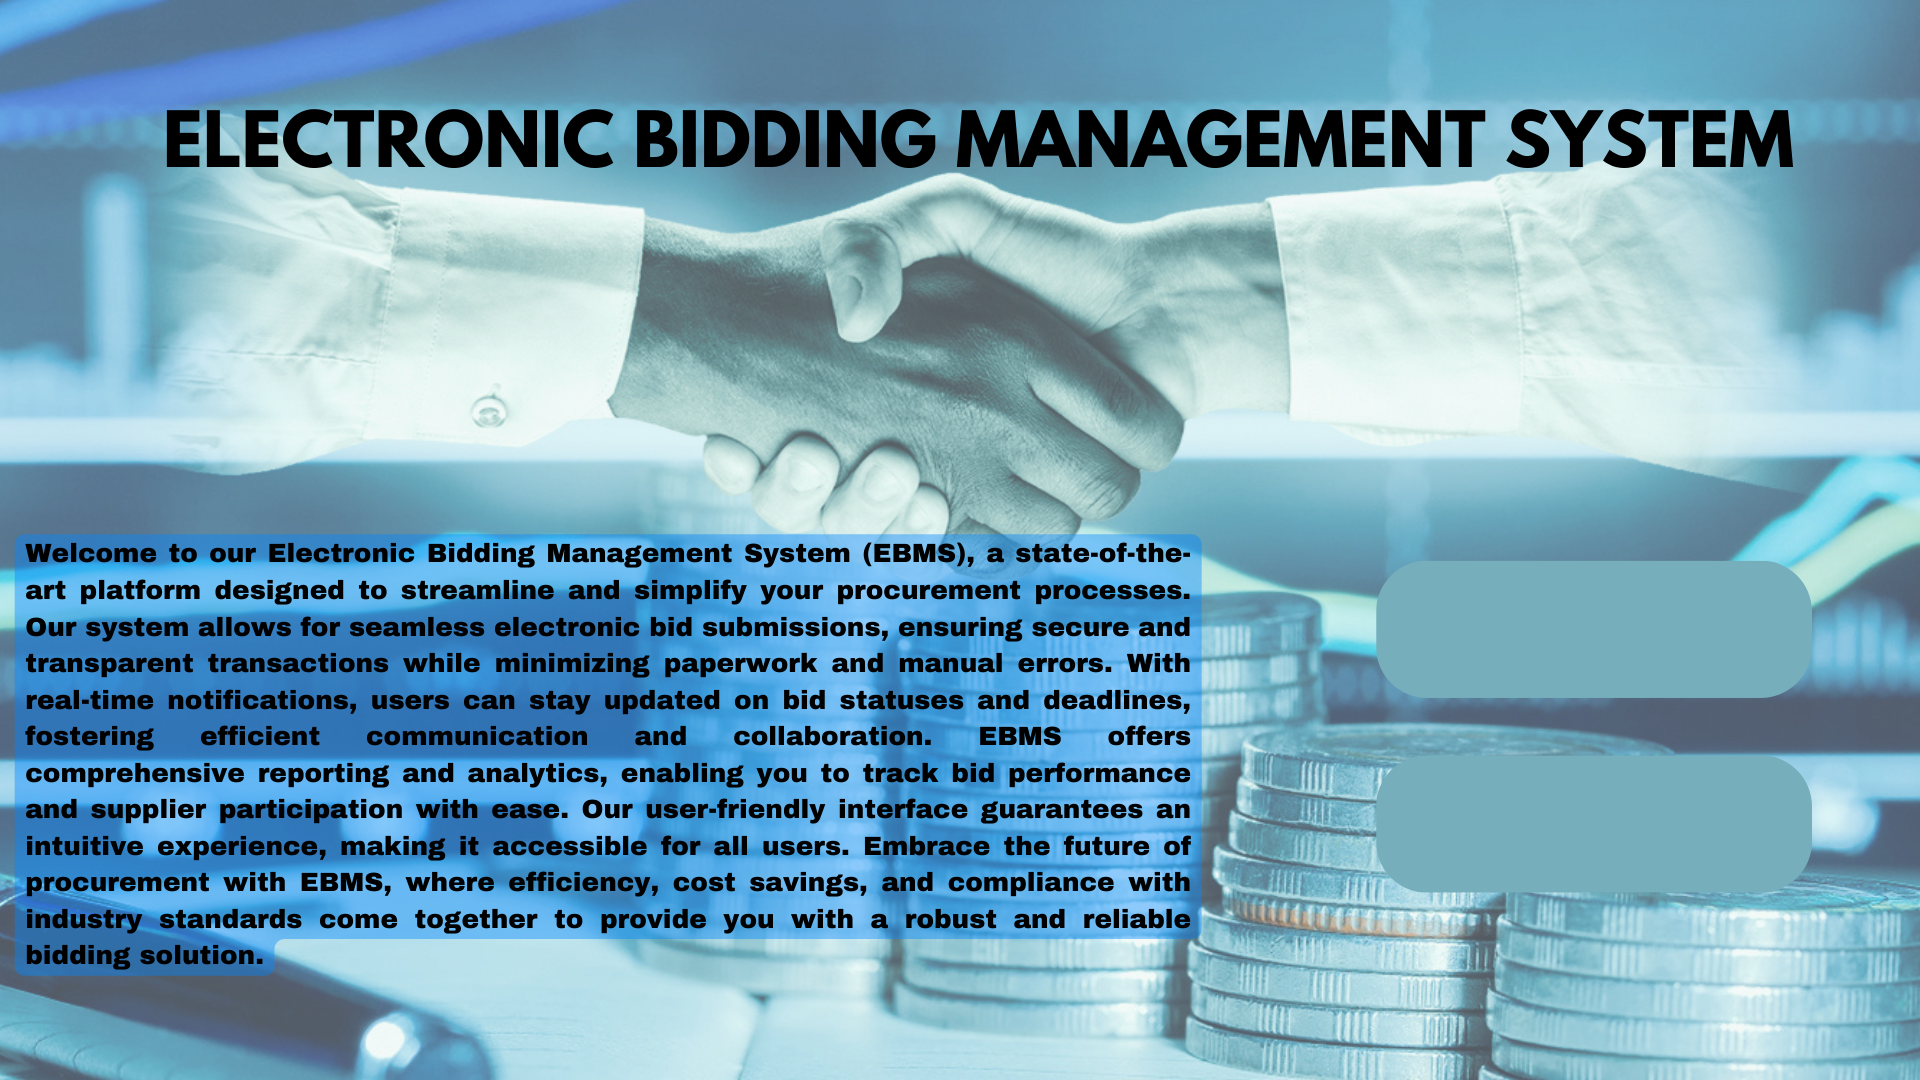 ELECTRONIC BIDDING MANAGEMENT SYSTEM
Welcome to our Electronic Bidding Management System (EBMS), a state-of-the-
art platform designed to streamline and simplify your procurement processes.
Our system allows for seamless electronic bid submissions, ensuring secure and
transparent transactions while minimizing paperwork and manual errors. With
real-time notifications, users can stay updated on bid statuses and deadlines,
fostering efficient communication and collaboration. EBMS offers
comprehensive reporting and analytics, enabling you to track bid performance
and supplier participation with ease. Our user-friendly interface guarantees an
intuitive experience, making it accessible for all users. Embrace the future of
procurement with EBMS, where efficiency, cost savings, and compliance with
industry standards come together to provide you with a robust and reliable
bidding solution.